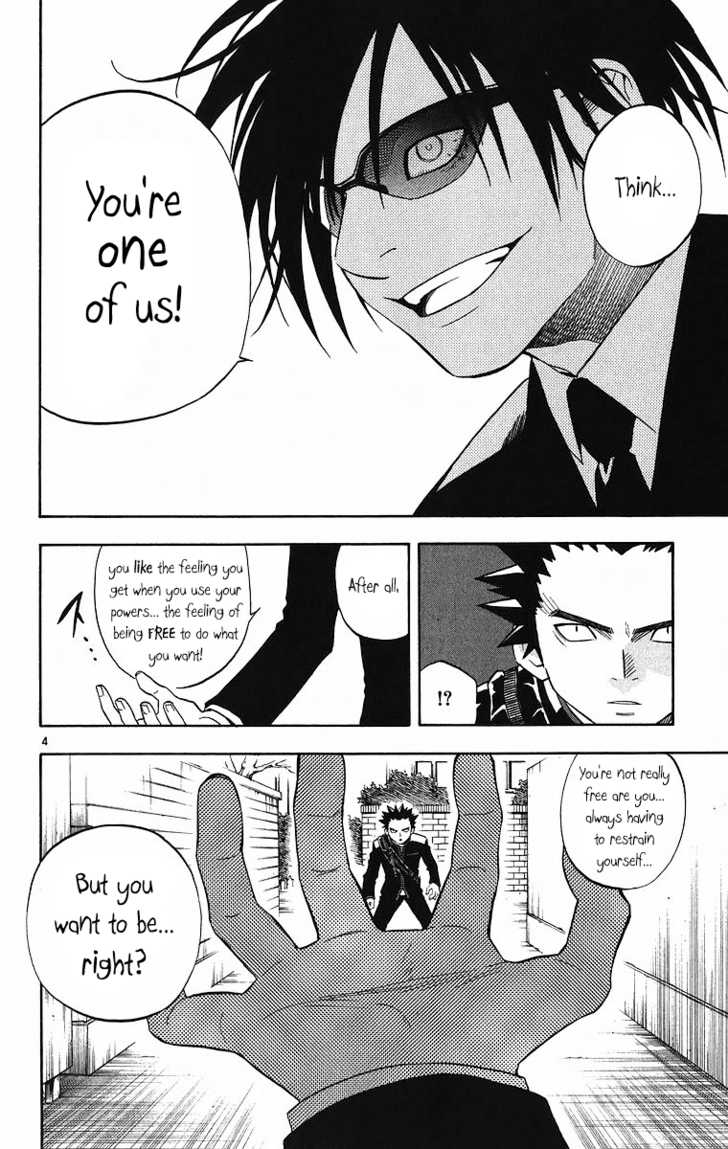 Think...
You're
one
of us!
!?
After all,
you like the feeling you
get when you use your
powers... the feeling of
being FREE to do what
you want!
4
You're not really
free are you...
always having
to restrain
yourself...
But you
want to be...
right?